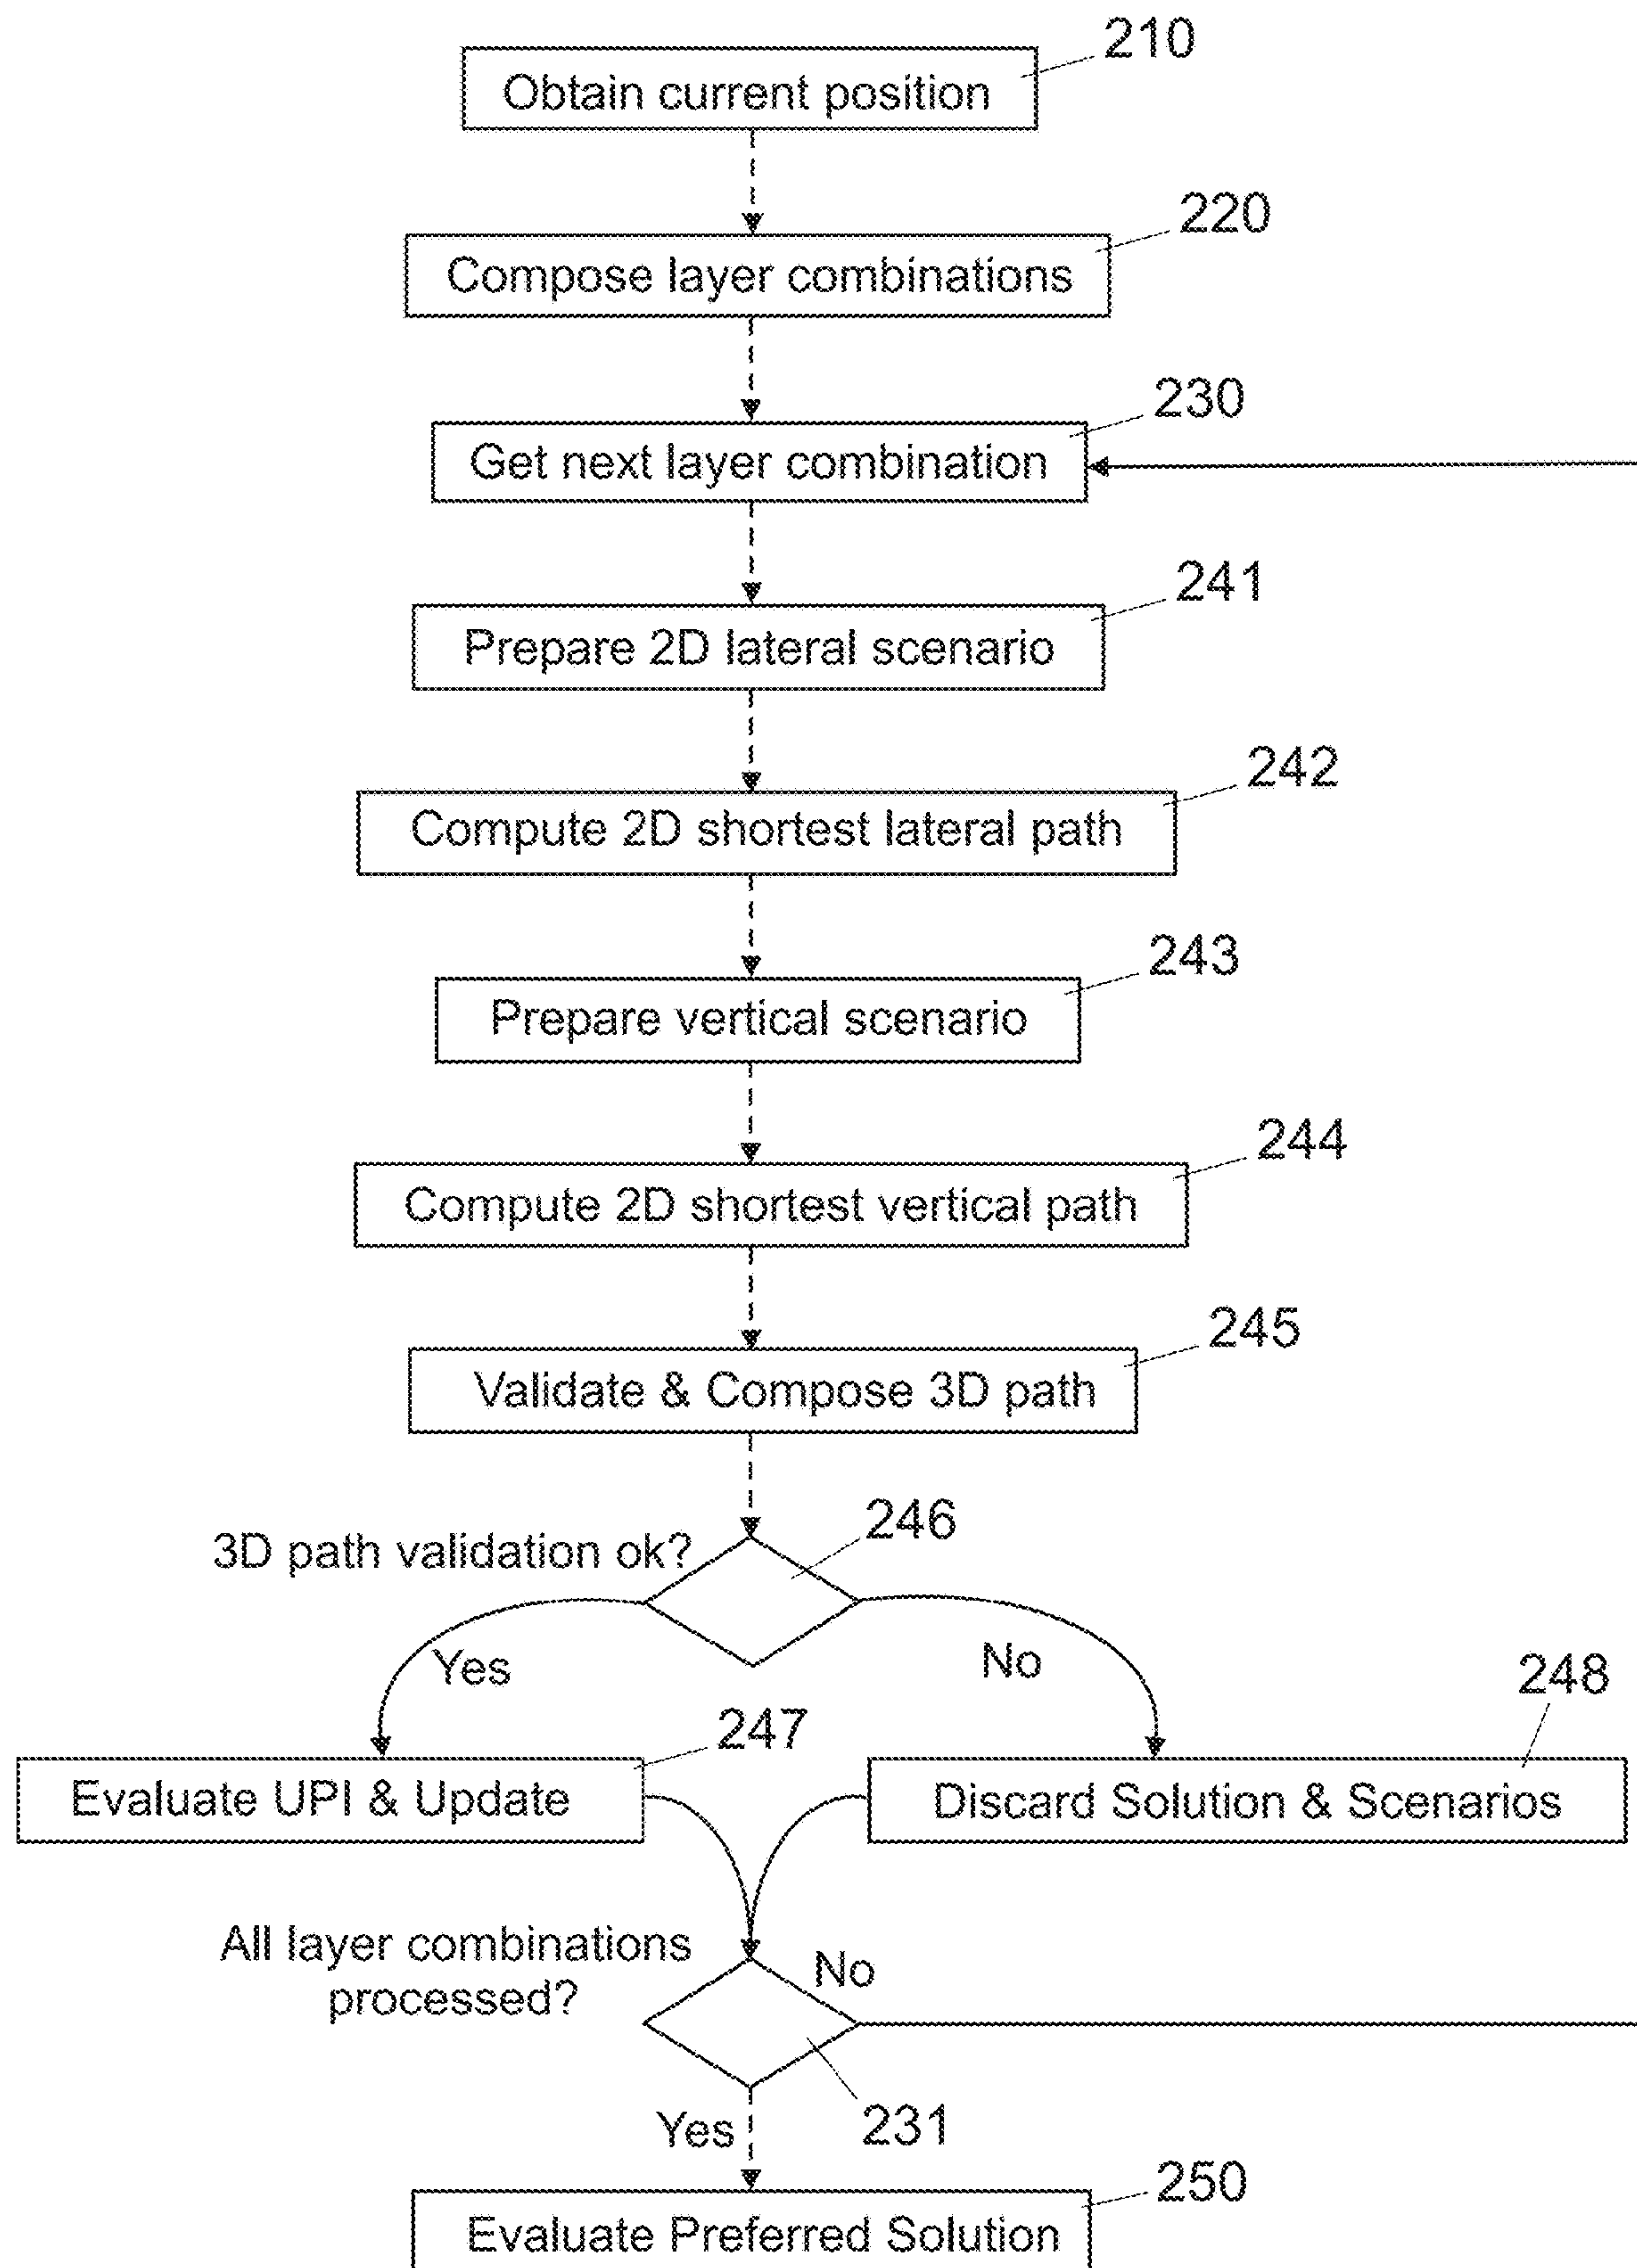 210
Obtain current position
220
Compose layer combinations
230
Get next layer combination
241
Prepare 2D lateral scenario
242
Compute 2D shortest lateral path
243
Prepare vertical scenario
244
Compute 2D shortest vertical path
245
Validate & Compose 3D path
246
3D path validation ok?
Yes
No
247
248
Evaluate UPI & Update
Discard Solution & Scenarios
All layer combinations
processed?
No
231
Yes
250
Evaluate Preferred Solution